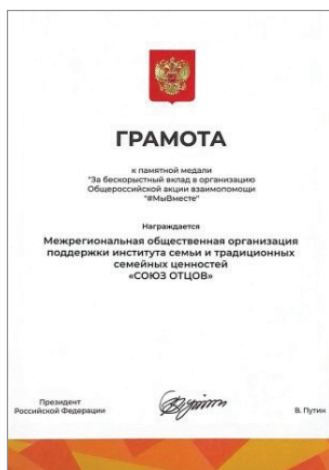 ГРАМОТА
к памятной медали
"За бескорыстный вклад в организацию
Общероссийской акции взаимопомощи
"#МыВместе"
Награждается
Межрегиональная общественная организация
поддержки института семьи и традиционных
семейных ценностей
«СОЮЗ ОТЦОВ»
Президент
Российской Федерации
В. Путин